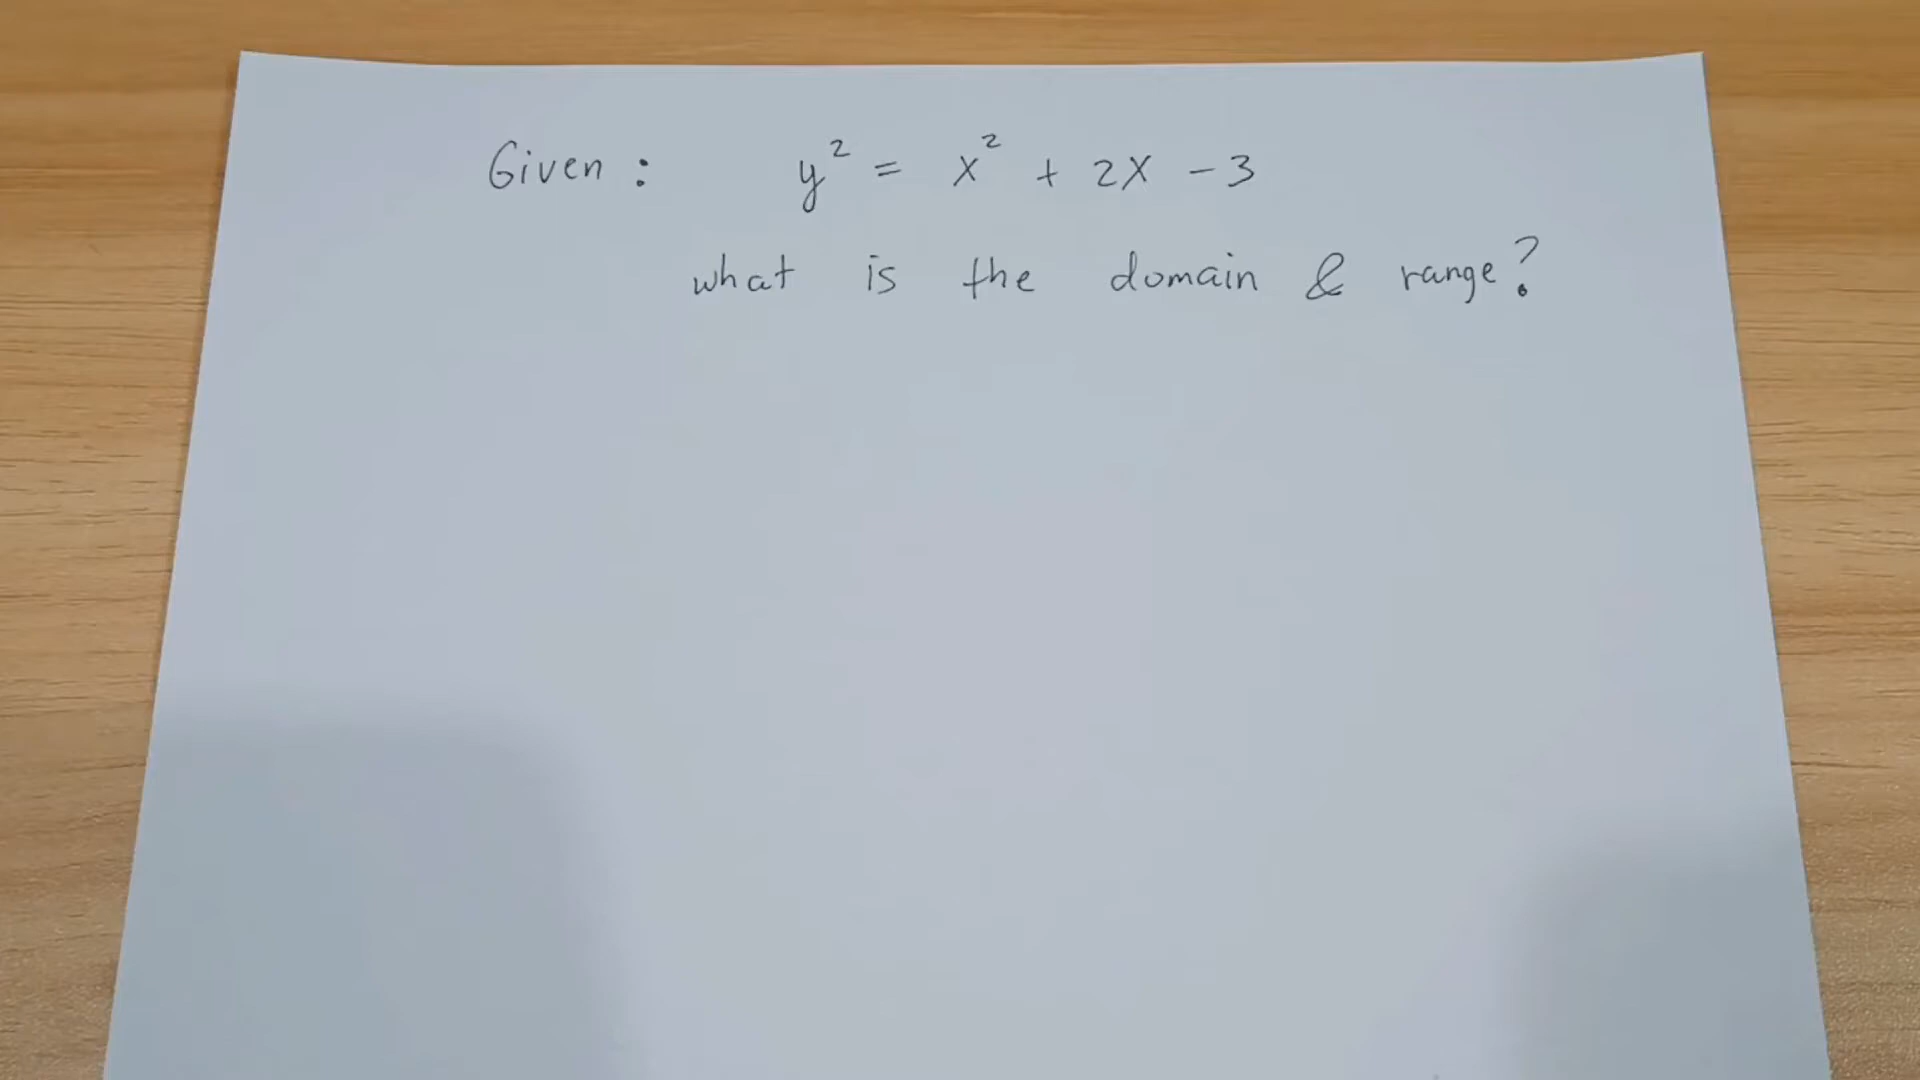 Given : y² = x² + 2x - 3
what is the domain & range?